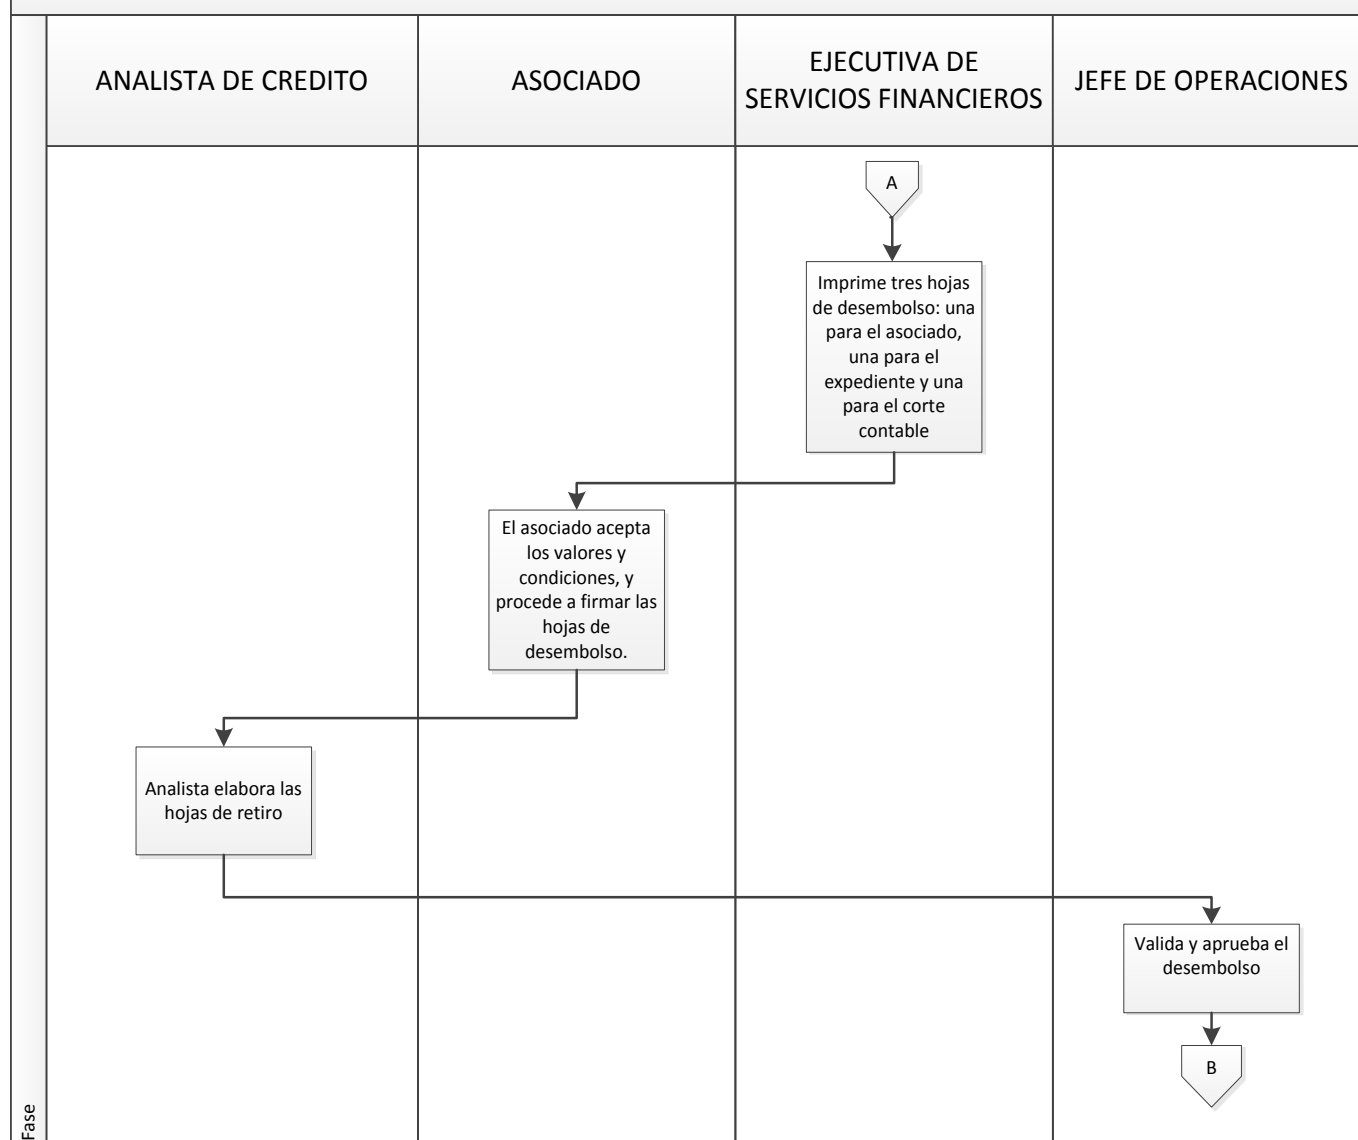 ANALISTA DE CREDITO
ASOCIADO
EJECUTIVA DE
SERVICIOS FINANCIEROS
JEFE DE OPERACIONES
A
Imprime tres hojas
de desembolso: una
para el asociado,
una para el
expediente y una
para el corte
contable
El asociado acepta
los valores y
condiciones, y
procede a firmar las
hojas de
desembolso.
Analista elabora las
hojas de retiro
Valida y aprueba el
desembolso
B
Fase